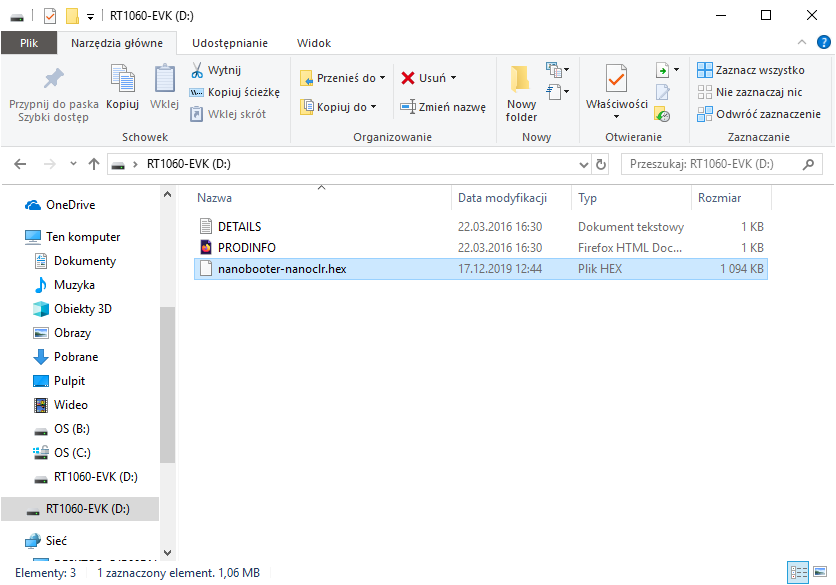 RT1060-EVK (D:)
Plik Narzędzia główne Udostępnianie Widok
Przypnij do paska Szybki dostęp
Kopiuj
Wklej
Wytnij
Kopiuj ścieżkę
Wklej skrót
Schowek
Przenieś do
Kopiuj do
Usuń
Zmień nazwę
Organizowanie
Nowy folder
Nowy
Właściwości
Otwieranie
Zaznacz wszystko
Nie zaznaczaj nic
Odwróć zaznaczenie
Zaznaczanie
RT1060-EVK (D:)
Przeszukaj: RT1060-EVK (D:)
OneDrive
Ten komputer
Dokumenty
Muzyka
Obiekty 3D
Obrazy
Pobrane
Pulpit
Wideo
OS (B:)
OS (C:)
RT1060-EVK (D:)
RT1060-EVK (D:)
Sieć
Nazwa Data modyfikacji Typ Rozmiar
DETAILS 22.03.2016 16:30 Dokument tekstowy 1 KB
PRODINFO 22.03.2016 16:30 Firefox HTML Doc... 1 KB
nanobooter-nanoclr.hex 17.12.2019 12:44 Plik HEX 1 094 KB
Elementy: 3 1 zaznaczony element. 1,06 MB